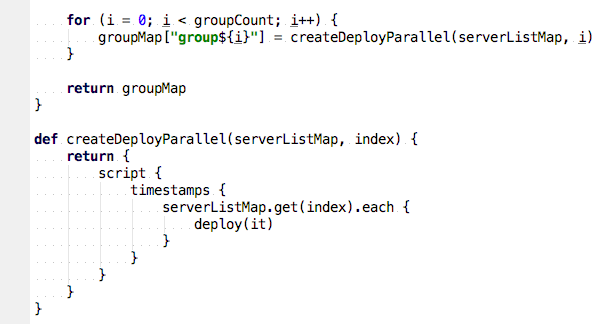 for (i = 0; i < groupCount; i++) {
groupMap["group${i}"] = createDeployParallel(serverListMap, i)
}
return groupMap
}
def createDeployParallel(serverListMap, index) {
return {
script {
timestamps {
serverListMap.get(index).each {
deploy(it)
}
}
}
}
}